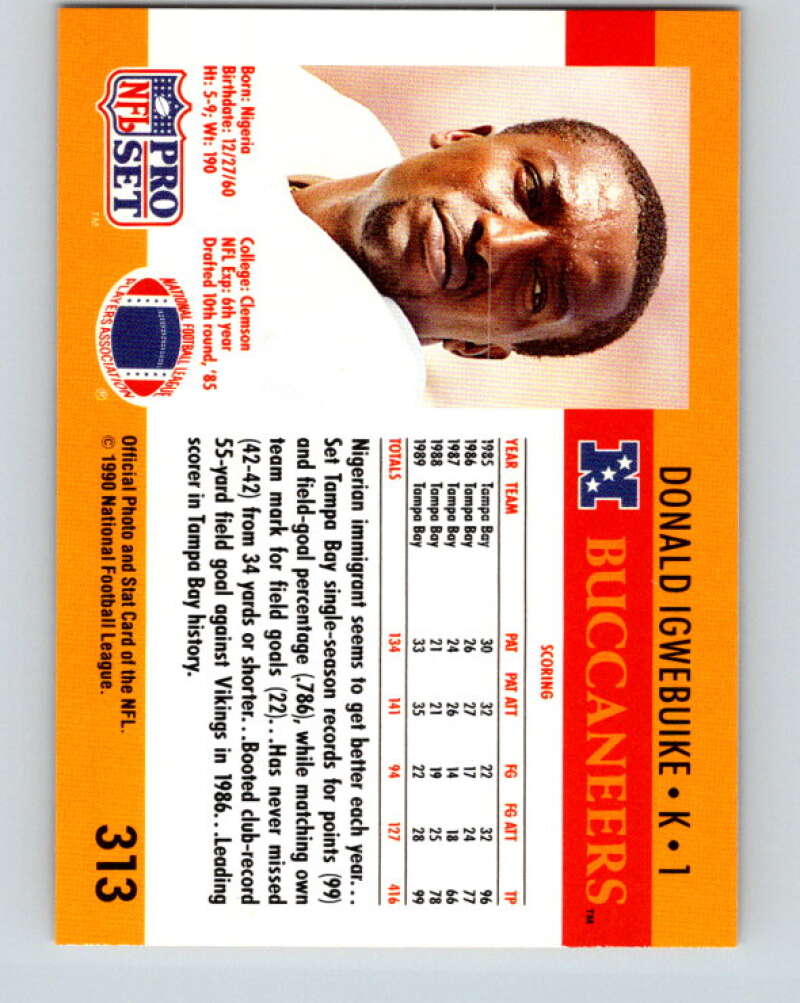 DONALD IGWEBUIKE • K • 1
BUCCANEERS™
N
Born: Nigeria
Birthdate: 12/27/60
Ht: 5-9; Wt: 190
College: Clemson
NFL Exp: 6th year
Drafted 10th round, '85
SCORING
YEAR TEAM PAT PAT ATT FG FG ATT TP
1985 Tampa Bay 30 32 22 32 96
1986 Tampa Bay 26 27 17 24 77
1987 Tampa Bay 24 26 14 18 66
1988 Tampa Bay 21 21 19 25 78
1989 Tampa Bay 33 35 22 28 99
TOTALS 134 141 94 127 416
Nigerian immigrant seems to get better each year...
Set Tampa Bay single-season records for points (99)
and field-goal percentage (.786), while matching own
team mark for field goals (22)...Has never missed
(42-42) from 34 yards or shorter...Booted club-record
55-yard field goal against Vikings in 1986...Leading
scorer in Tampa Bay history.
NFL
PRO
SET
™
NATIONAL FOOTBALL LEAGUE
PLAYERS ASSOCIATION
®
Official Photo and Stat Card of the NFL.
© 1990 National Football League.
313